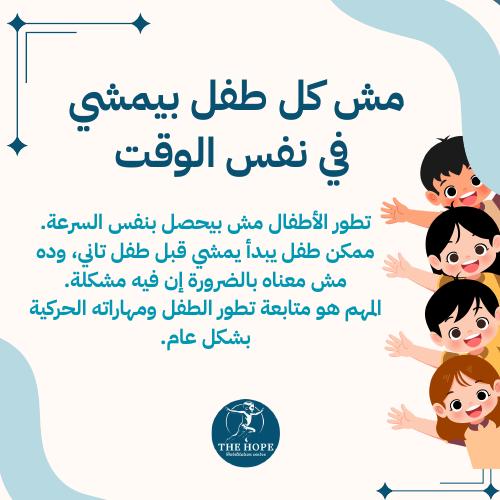 مش كل طفل بيمشي
في نفس الوقت
تطور الأطفال مش بيحصل بنفس السرعة.
ممكن طفل يبدأ يمشي قبل طفل تاني، وده
مش معناه بالضرورة إن فيه مشكلة.
المهم هو متابعة تطور الطفل ومهاراته الحركية
بشكل عام.
THE HOPE
Rehabilitation centre